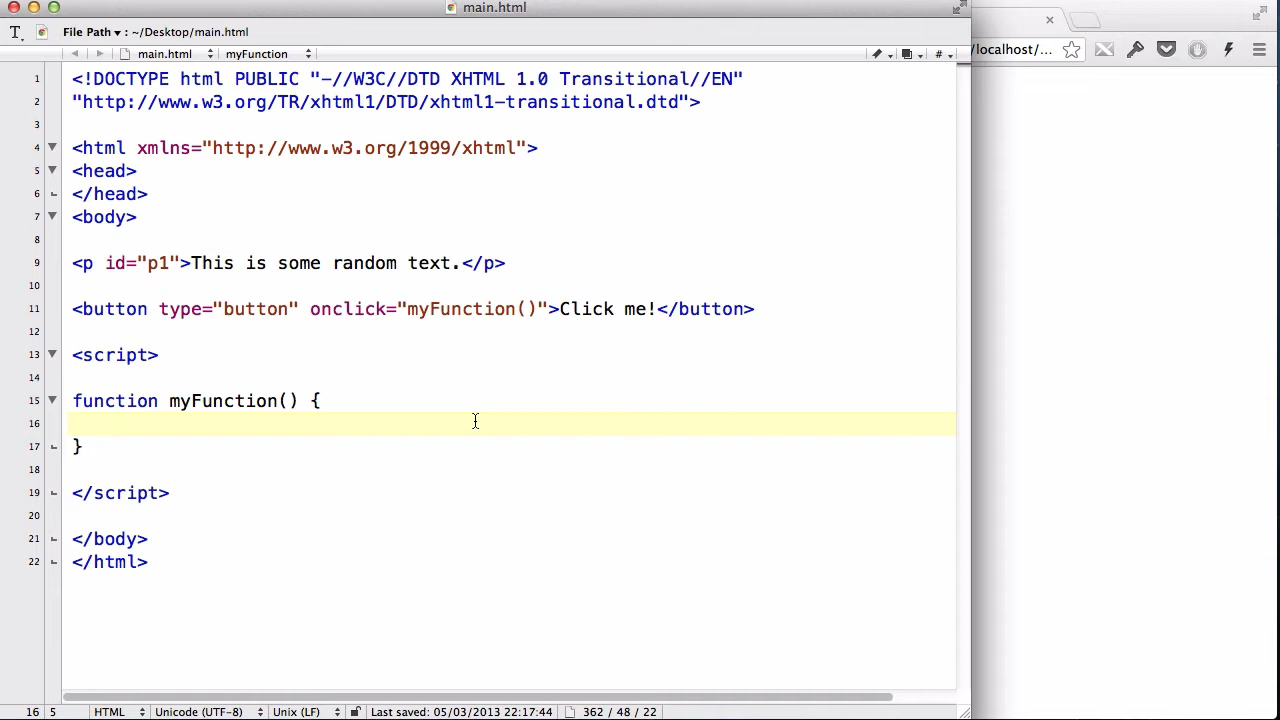 main.html
File Path ▾ : ~/Desktop/main.html
main.html myFunction #
/localhost/...
1 <!DOCTYPE html PUBLIC "-//W3C//DTD XHTML 1.0 Transitional//EN"
2 "http://www.w3.org/TR/xhtml1/DTD/xhtml1-transitional.dtd">
3
4 <html xmlns="http://www.w3.org/1999/xhtml">
5 <head>
6 </head>
7 <body>
8
9 <p id="p1">This is some random text.</p>
10
11 <button type="button" onclick="myFunction()">Click me!</button>
12
13 <script>
14
15 function myFunction() {
16
17 }
18
19 </script>
20
21 </body>
22 </html>
16 5 HTML Unicode (UTF-8) Unix (LF) Last saved: 05/03/2013 22:17:44 362 / 48 / 22